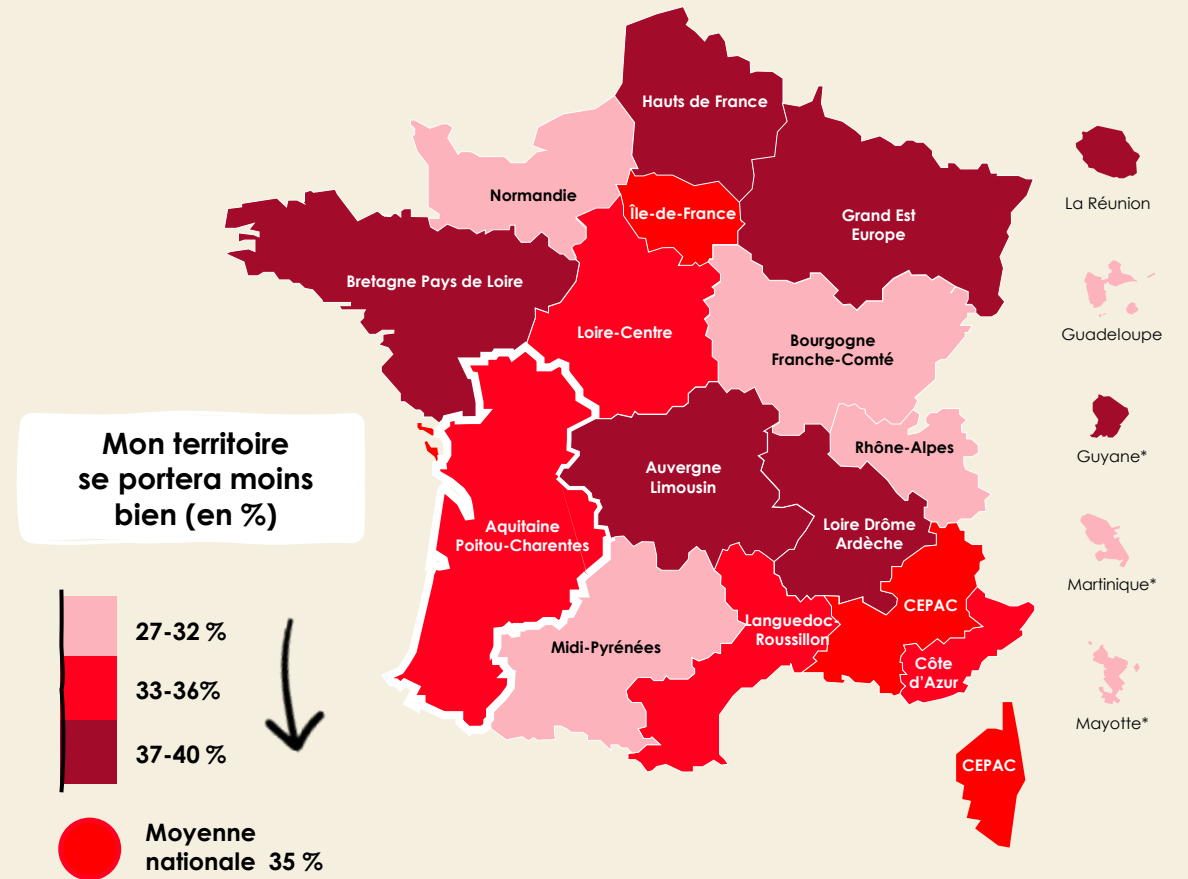 Hauts de France
Normandie
Île-de-France
Grand Est
Europe
Bretagne Pays de Loire
Loire-Centre
Bourgogne
Franche-Comté
Rhône-Alpes
Auvergne
Limousin
Aquitaine
Poitou-Charentes
Loire Drôme
Ardèche
CEPAC
Languedoc-
Roussillon
Midi-Pyrénées
Côte
d'Azur
CEPAC
La Réunion
Guadeloupe
Guyane*
Martinique*
Mayotte*
Mon territoire
se portera moins
bien (en %)
27-32 %
33-36%
37-40 %
Moyenne
nationale 35 %